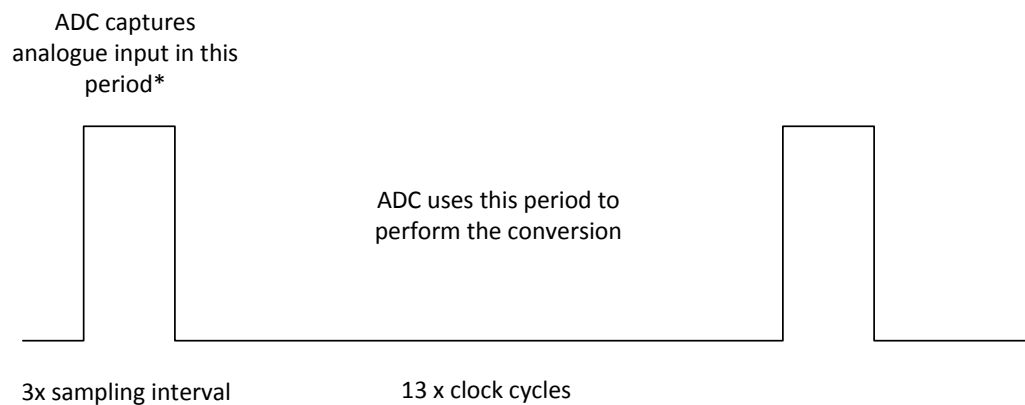 ADC captures
analogue input in this
period*
ADC uses this period to
perform the conversion
3x sampling interval
13 x clock cycles